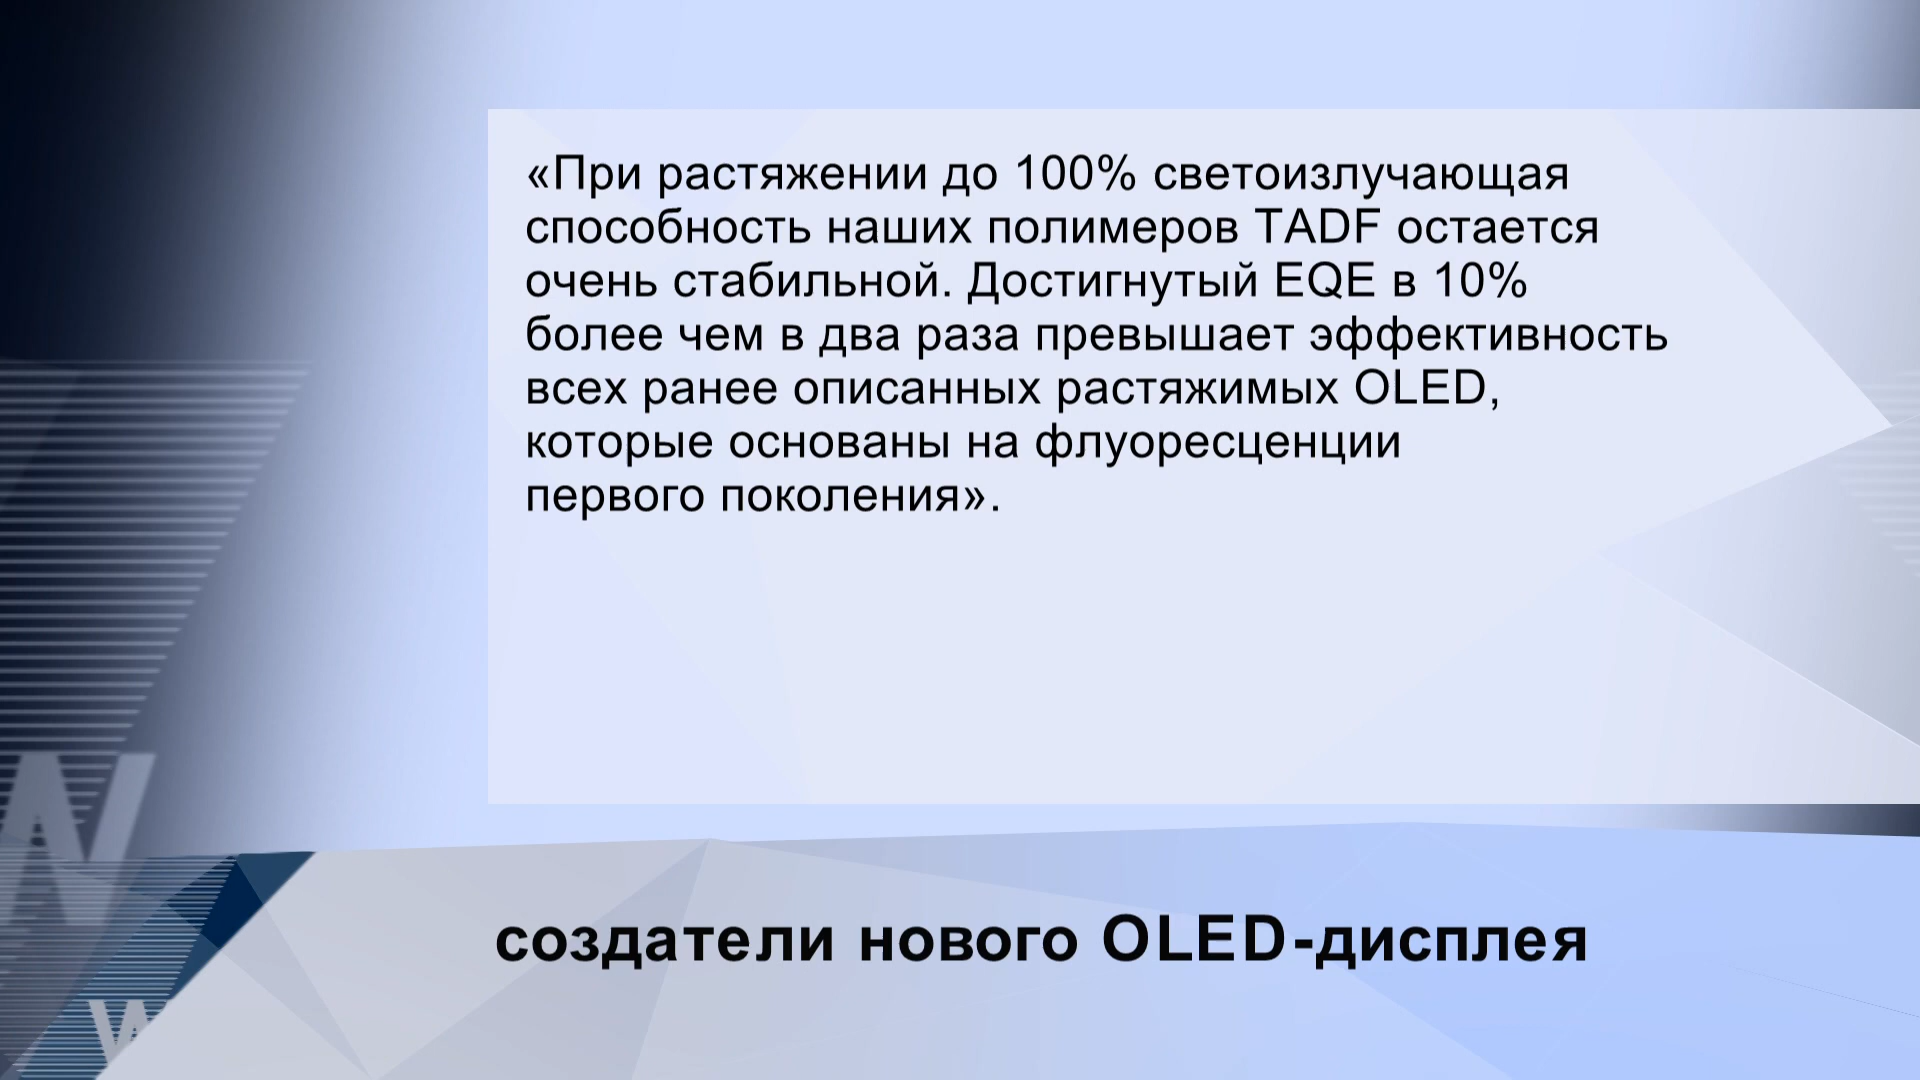 «При растяжении до 100% светоизлучающая
способность наших полимеров TADF остается
очень стабильной. Достигнутый EQE в 10%
более чем в два раза превышает эффективность
всех ранее описанных растяжимых OLED,
которые основаны на флуоресценции
первого поколения».
создатели нового OLED-дисплея